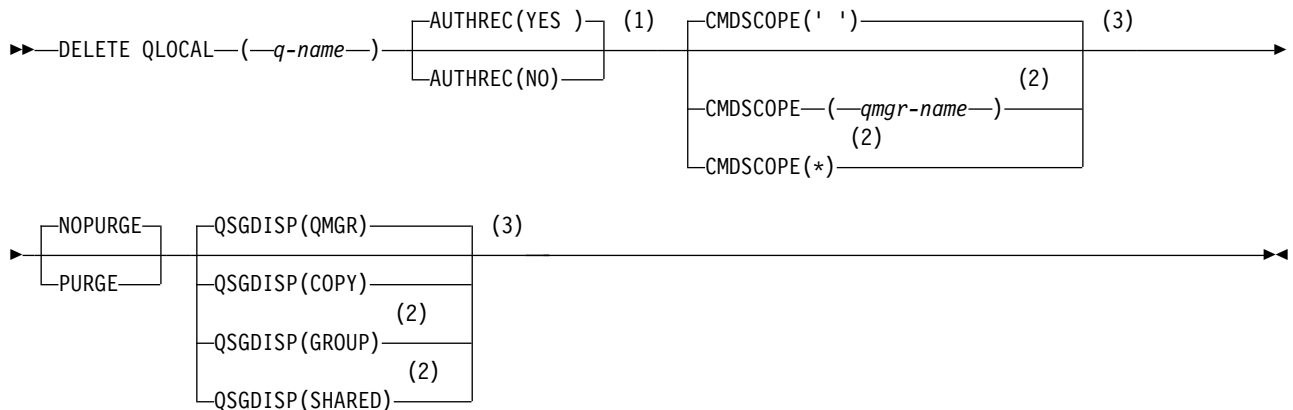 AUTHREC(YES ) (1) CMDSCOPE(' ') (3)
DELETE QLOCAL ( q-name )
AUTHREC(NO) (2)
CMDSCOPE ( qmgr-name )
(2)
CMDSCOPE(*)
NOPURGE QSGDISP(QMGR) (3)
PURGE QSGDISP(COPY)
(2)
QSGDISP(GROUP)
(2)
QSGDISP(SHARED)